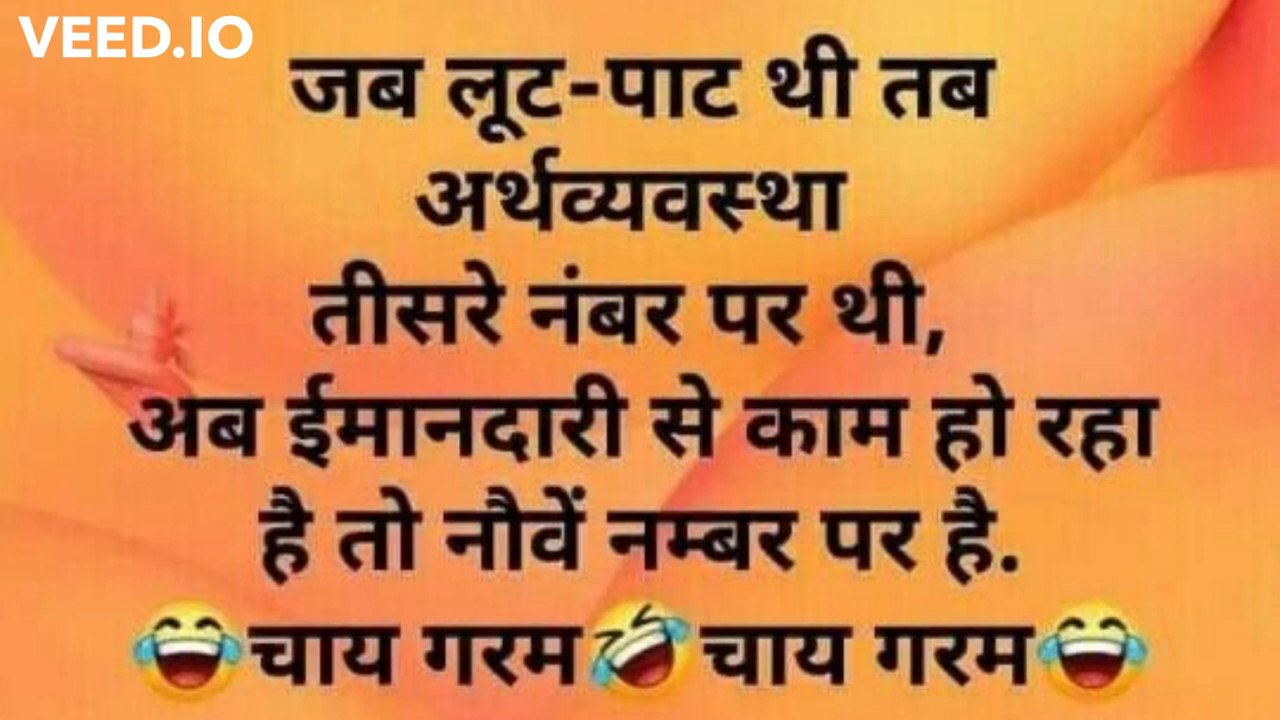 VEED.IO
जब लूट-पाट थी तब
अर्थव्यवस्था
तीसरे नंबर पर थी,
अब ईमानदारी से काम हो रहा
है तो नौवें नम्बर पर है.
😂चाय गरम🤣चाय गरम😂